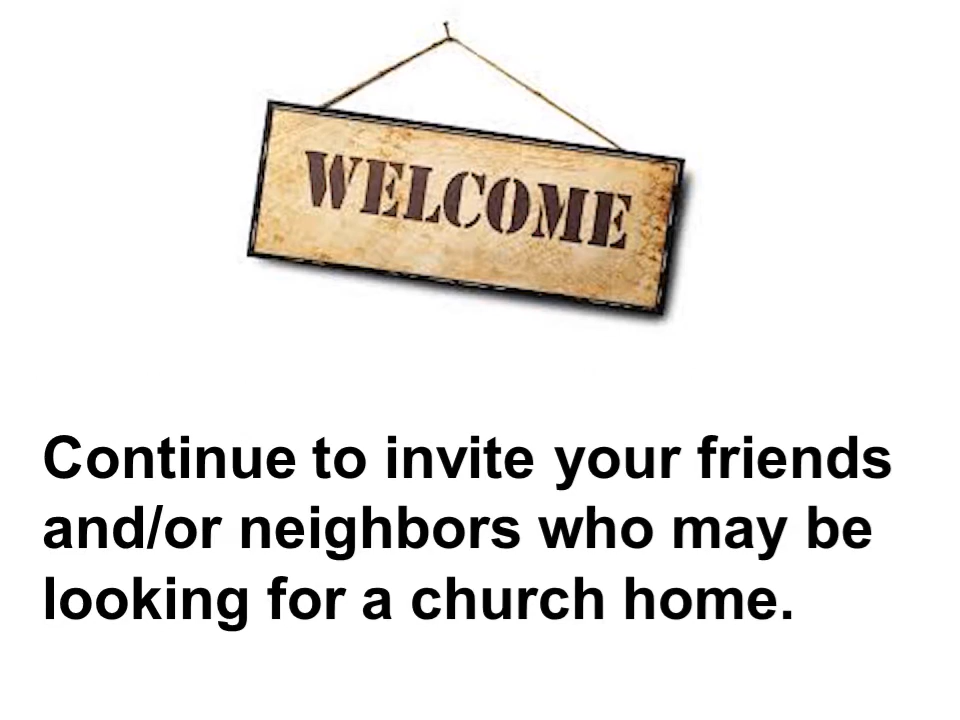 WELCOME
Continue to invite your friends
and/or neighbors who may be
looking for a church home.